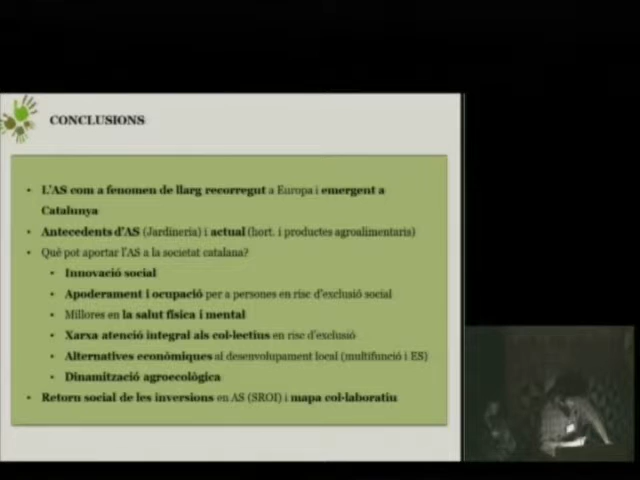 CONCLUSIONS
• L'AS com a fenomen de llarg recorregut a Europa i emergent a
Catalunya
• Antecedents d'AS (Jardineria) i actual (hort. i productes agroalimentaris)
• Què pot aportar l'AS a la societat catalana?
• Innovació social
• Apoderament i ocupació per a persones en risc d'exclusió social
• Millores en la salut física i mental
• Xarxa atenció integral als col·lectius en risc d'exclusió
• Alternatives econòmiques al desenvolupament local (multifunció i ES)
• Dinamització agroecològica
• Retorn social de les inversions en AS (SROI) i mapa col·laboratiu